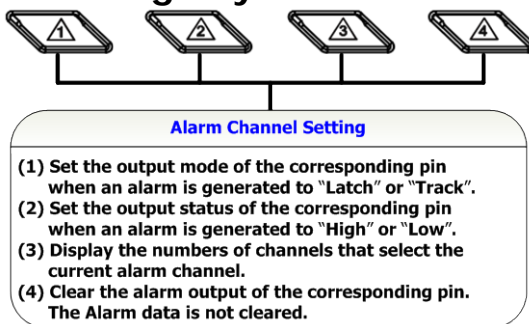 1 2 3 4
Alarm Channel Setting
(1) Set the output mode of the corresponding pin
when an alarm is generated to "Latch" or "Track".
(2) Set the output status of the corresponding pin
when an alarm is generated to "High" or "Low".
(3) Display the numbers of channels that select the
current alarm channel.
(4) Clear the alarm output of the corresponding pin.
The Alarm data is not cleared.